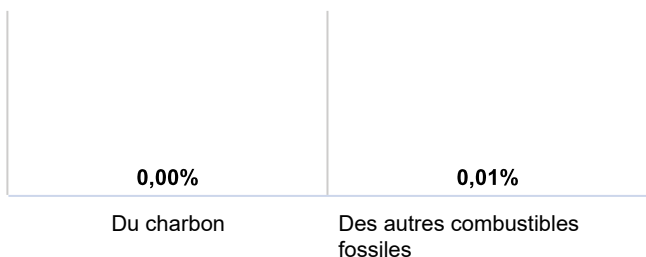 0,00%
0,01%
Du charbon
Des autres combustibles
fossiles